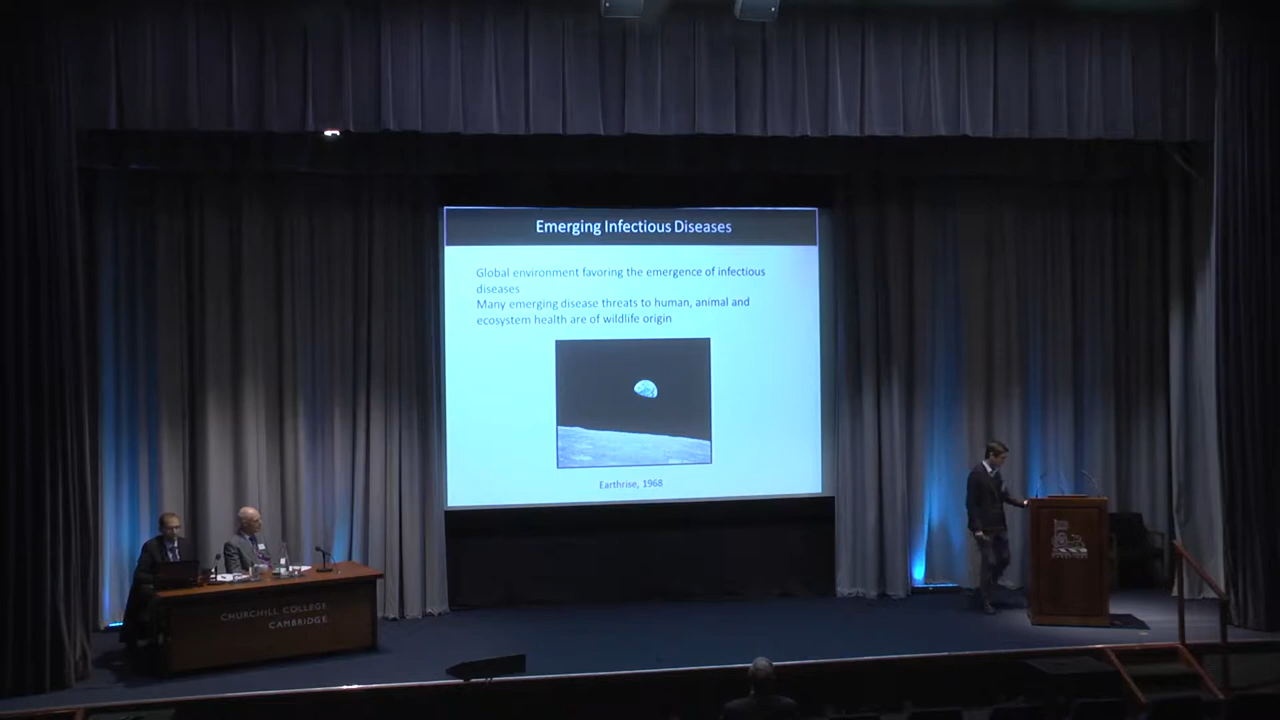 Emerging Infectious Diseases
Global environment favoring the emergence of infectious
diseases
Many emerging disease threats to human, animal and
ecosystem health are of wildlife origin
Earthrise, 1968
CHURCHILL COLLEGE
CAMBRIDGE